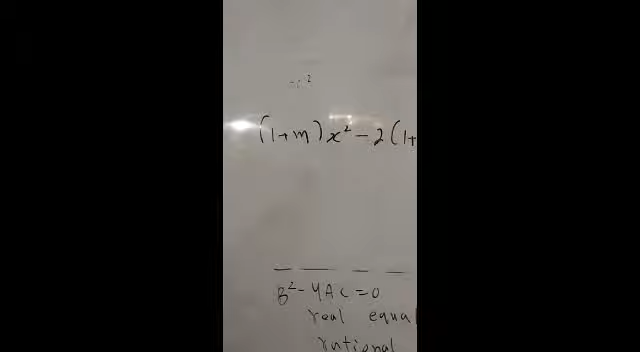 (1+m)x² - 2(1+
B² - 4AC = 0
real equa
rational